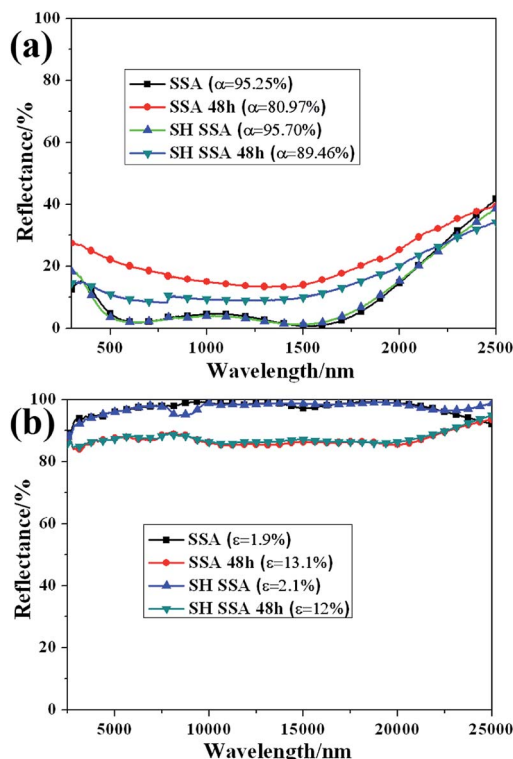 (a)
Reflectance/%
100
80
60
40
20
0
SSA (α=95.25%)
SSA 48h (α=80.97%)
SH SSA (α=95.70%)
SH SSA 48h (α=89.46%)
500 1000 1500 2000 2500
Wavelength/nm
(b)
Reflectance/%
100
80
60
40
20
0
SSA (ε=1.9%)
SSA 48h (ε=13.1%)
SH SSA (ε=2.1%)
SH SSA 48h (ε=12%)
5000 10000 15000 20000 25000
Wavelength/nm